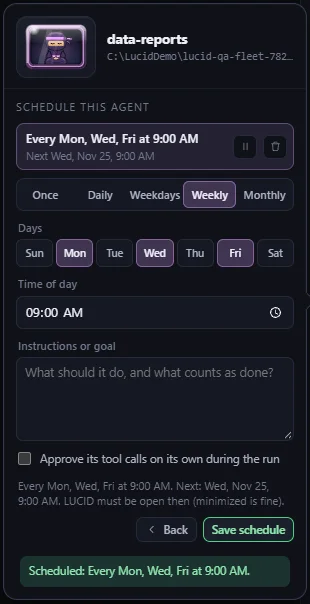 data-reports
C:\LucidDemo\lucid-qa-fleet-782…
SCHEDULE THIS AGENT
Every Mon, Wed, Fri at 9:00 AM
Next Wed, Nov 25, 9:00 AM
Once Daily Weekdays Weekly Monthly
Days
Sun Mon Tue Wed Thu Fri Sat
Time of day
09:00 AM
Instructions or goal
What should it do, and what counts as done?
Approve its tool calls on its own during the run
Every Mon, Wed, Fri at 9:00 AM. Next: Wed, Nov 25,
9:00 AM. LUCID must be open then (minimized is fine).
Back Save schedule
Scheduled: Every Mon, Wed, Fri at 9:00 AM.